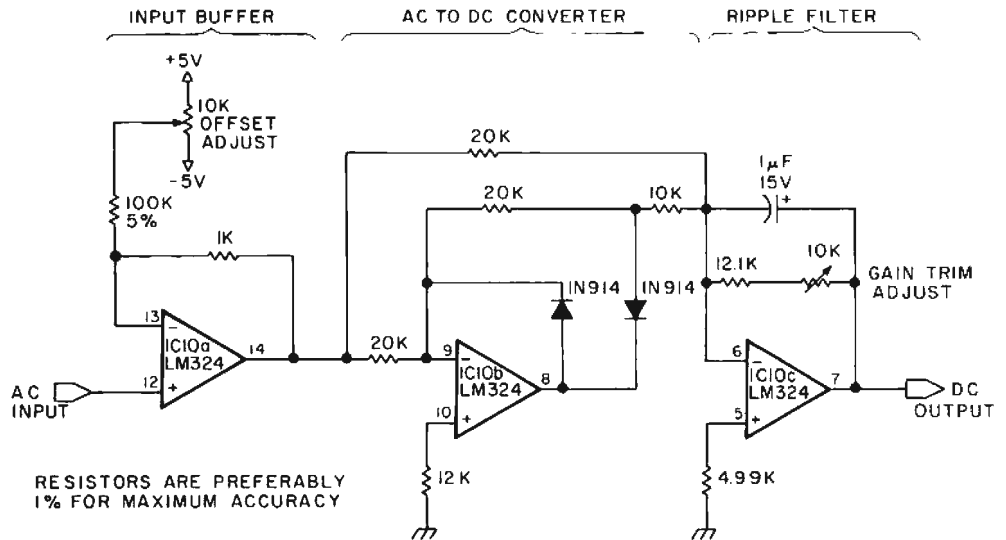 INPUT BUFFER
AC TO DC CONVERTER
RIPPLE FILTER
+5V
10K
OFFSET
ADJUST
-5V
100K
5%
1K
13
-
IC10a
LM324
14
12
+
AC
INPUT
20K
20K
10K
20K
1N914
1N914
9
-
IC10b
LM324
8
10
+
12K
1μF
15V
+
12.1K
10K
GAIN TRIM
ADJUST
6
-
IC10c
LM324
7
5
+
4.99K
DC
OUTPUT
RESISTORS ARE PREFERABLY
1% FOR MAXIMUM ACCURACY